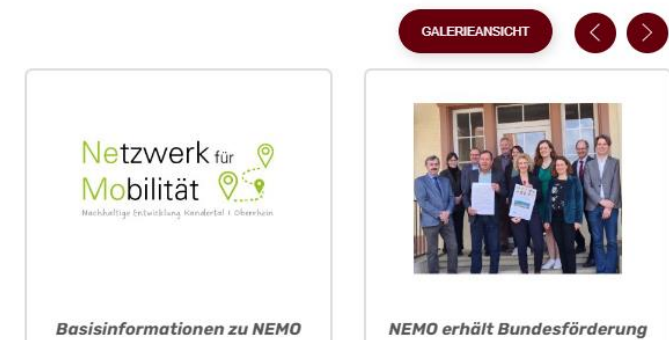 GALERIEANSICHT
Netzwerk für
Mobilität
Nachhaltige Entwicklung Kandertal I Oberrhein
Basisinformationen zu NEMO
NEMO erhält Bundesförderung